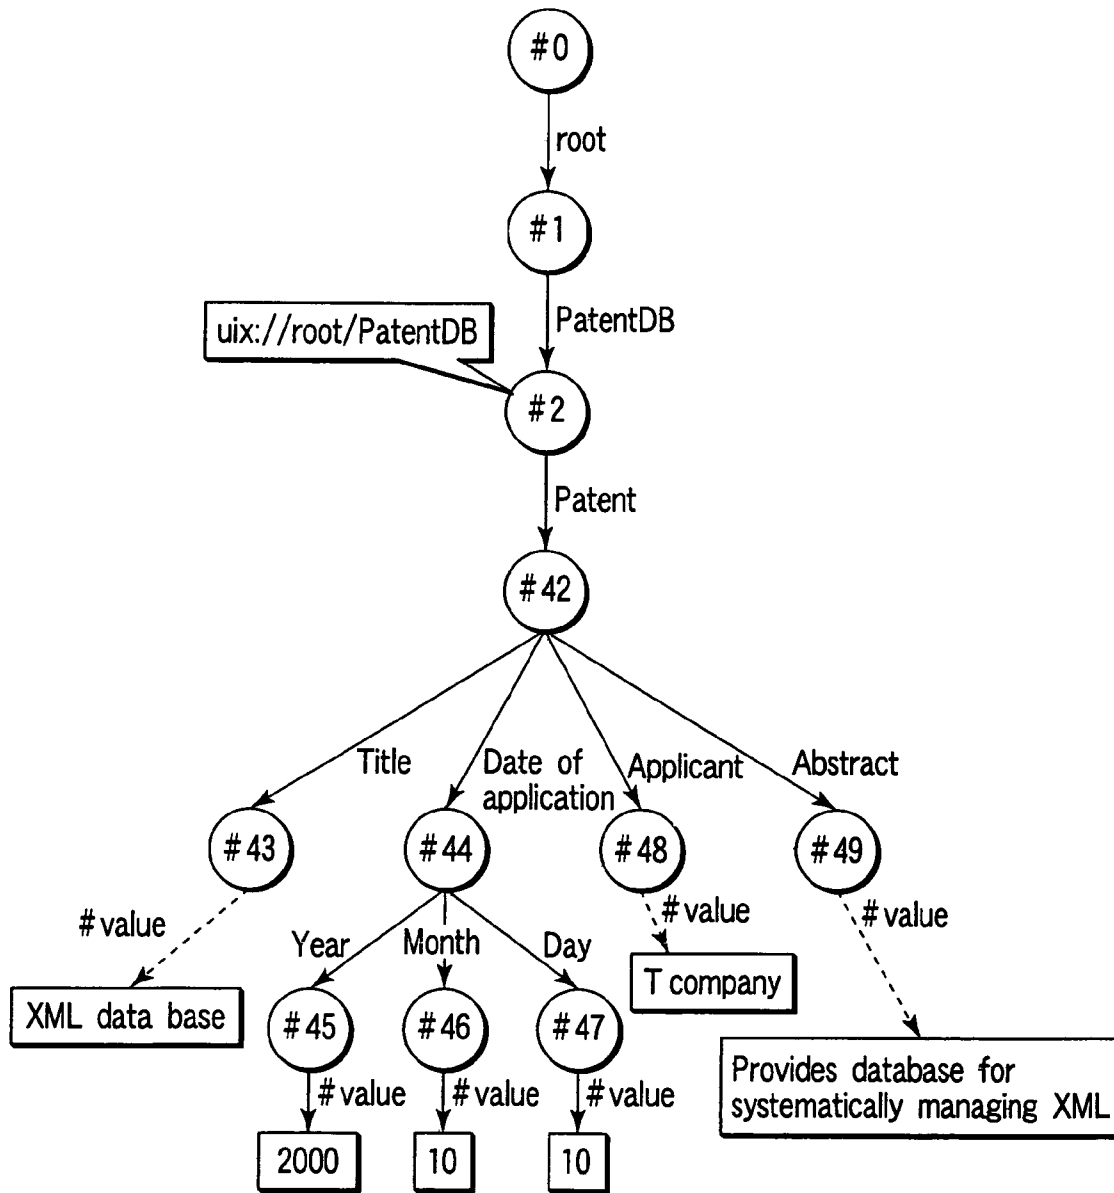 #0
root
#1
PatentDB
uix://root/PatentDB
#2
Patent
#42
Title
Date of
application
Applicant
Abstract
#43
#44
#48
#49
#value
Year
Month
Day
#value
#value
XML data base
T company
#45
#46
#47
Provides database for
systematically managing XML
#value
#value
#value
2000
10
10